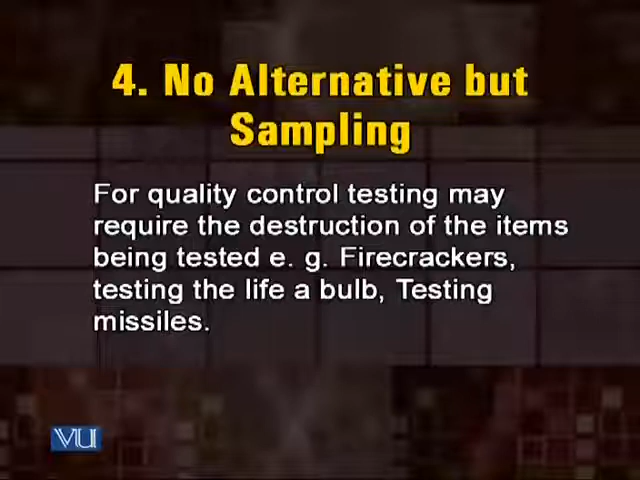 4. No Alternative but
Sampling
For quality control testing may
require the destruction of the items
being tested e. g. Firecrackers,
testing the life a bulb, Testing
missiles.
VU